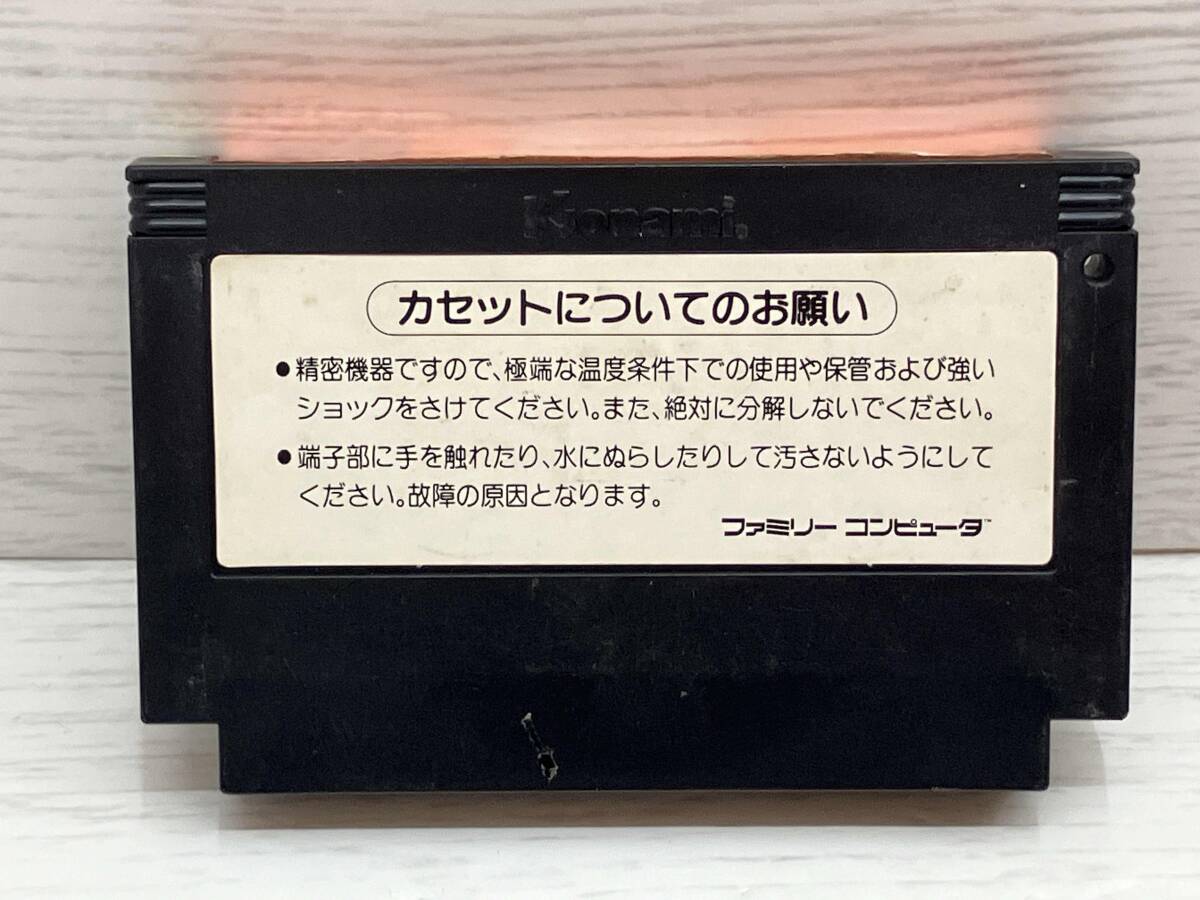 Konami.
カセットについてのお願い
●精密機器ですので、極端な温度条件下での使用や保管および強い
ショックをさけてください。また、絶対に分解しないでください。
●端子部に手を触れたり、水にぬらしたりして汚さないようにして
ください。故障の原因となります。
ファミリー コンピュータ™